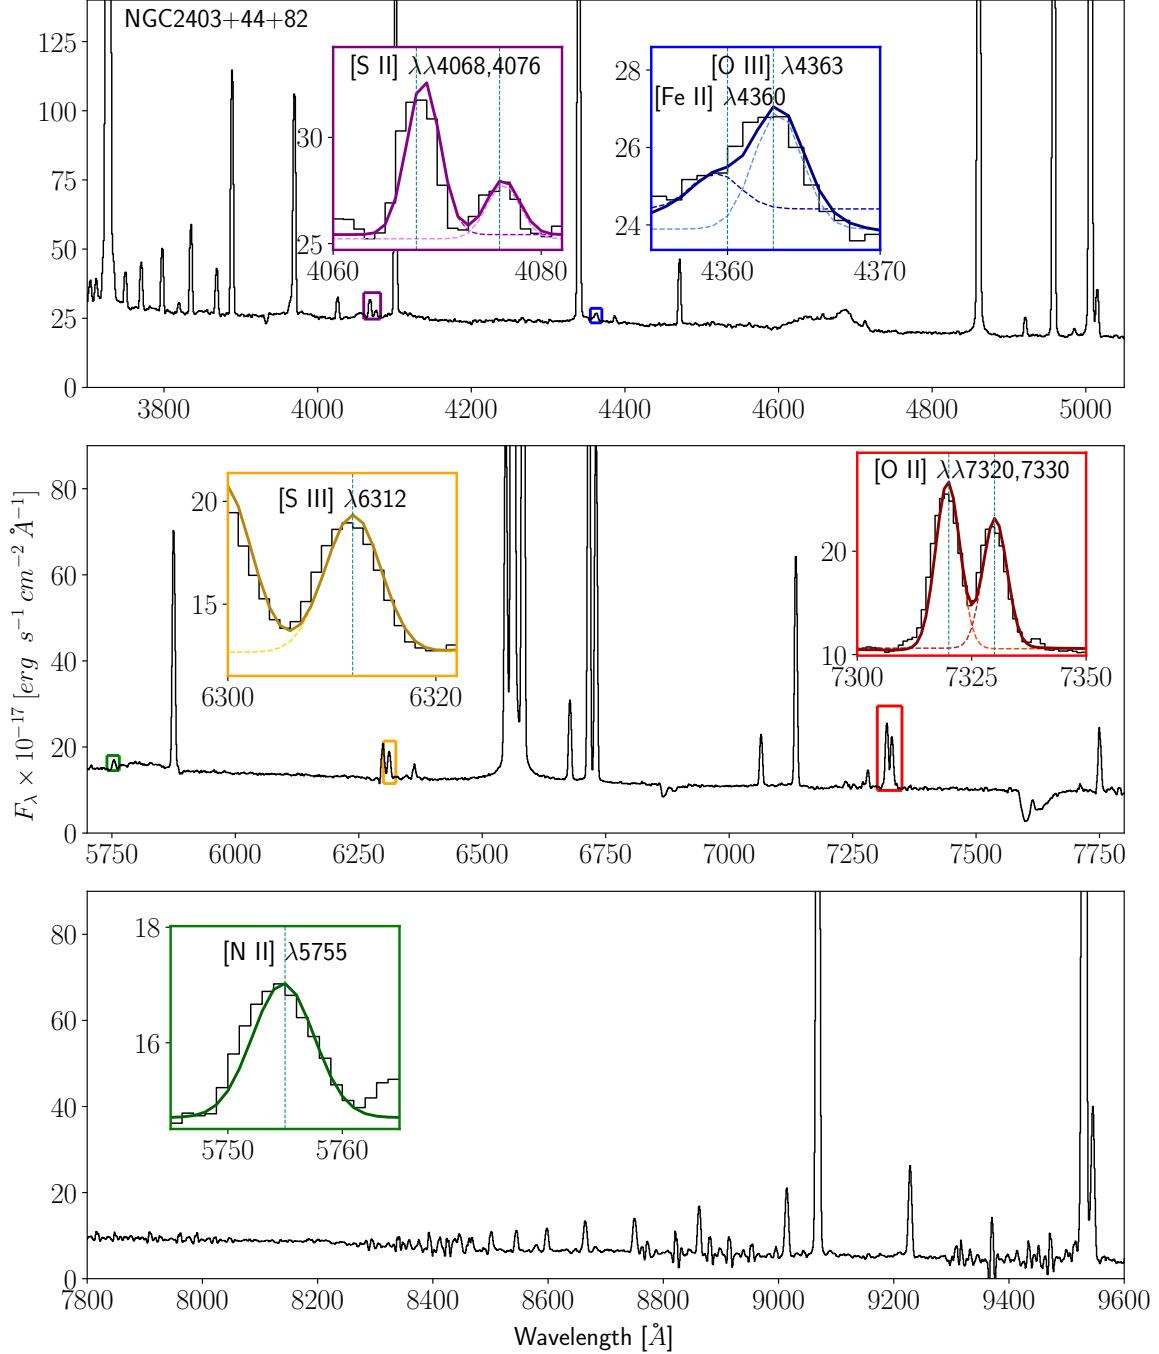 NGC2403+44+82
[S II] λλ4068,4076
[O III] λ4363
[Fe II] λ4360
125
100
75
50
25
0
30
25
4060 4080
28
26
24
4360 4370
3800 4000 4200 4400 4600 4800 5000
[S III] λ6312
[O II] λλ7320,7330
80
60
40
20
0
20
15
6300 6320
20
10
7300 7325 7350
5750 6000 6250 6500 6750 7000 7250 7500 7750
F_λ × 10^−17 [erg s^−1 cm^−2 Å^−1]
[N II] λ5755
80
60
40
20
0
18
16
5750 5760
7800 8000 8200 8400 8600 8800 9000 9200 9400 9600
Wavelength [Å]